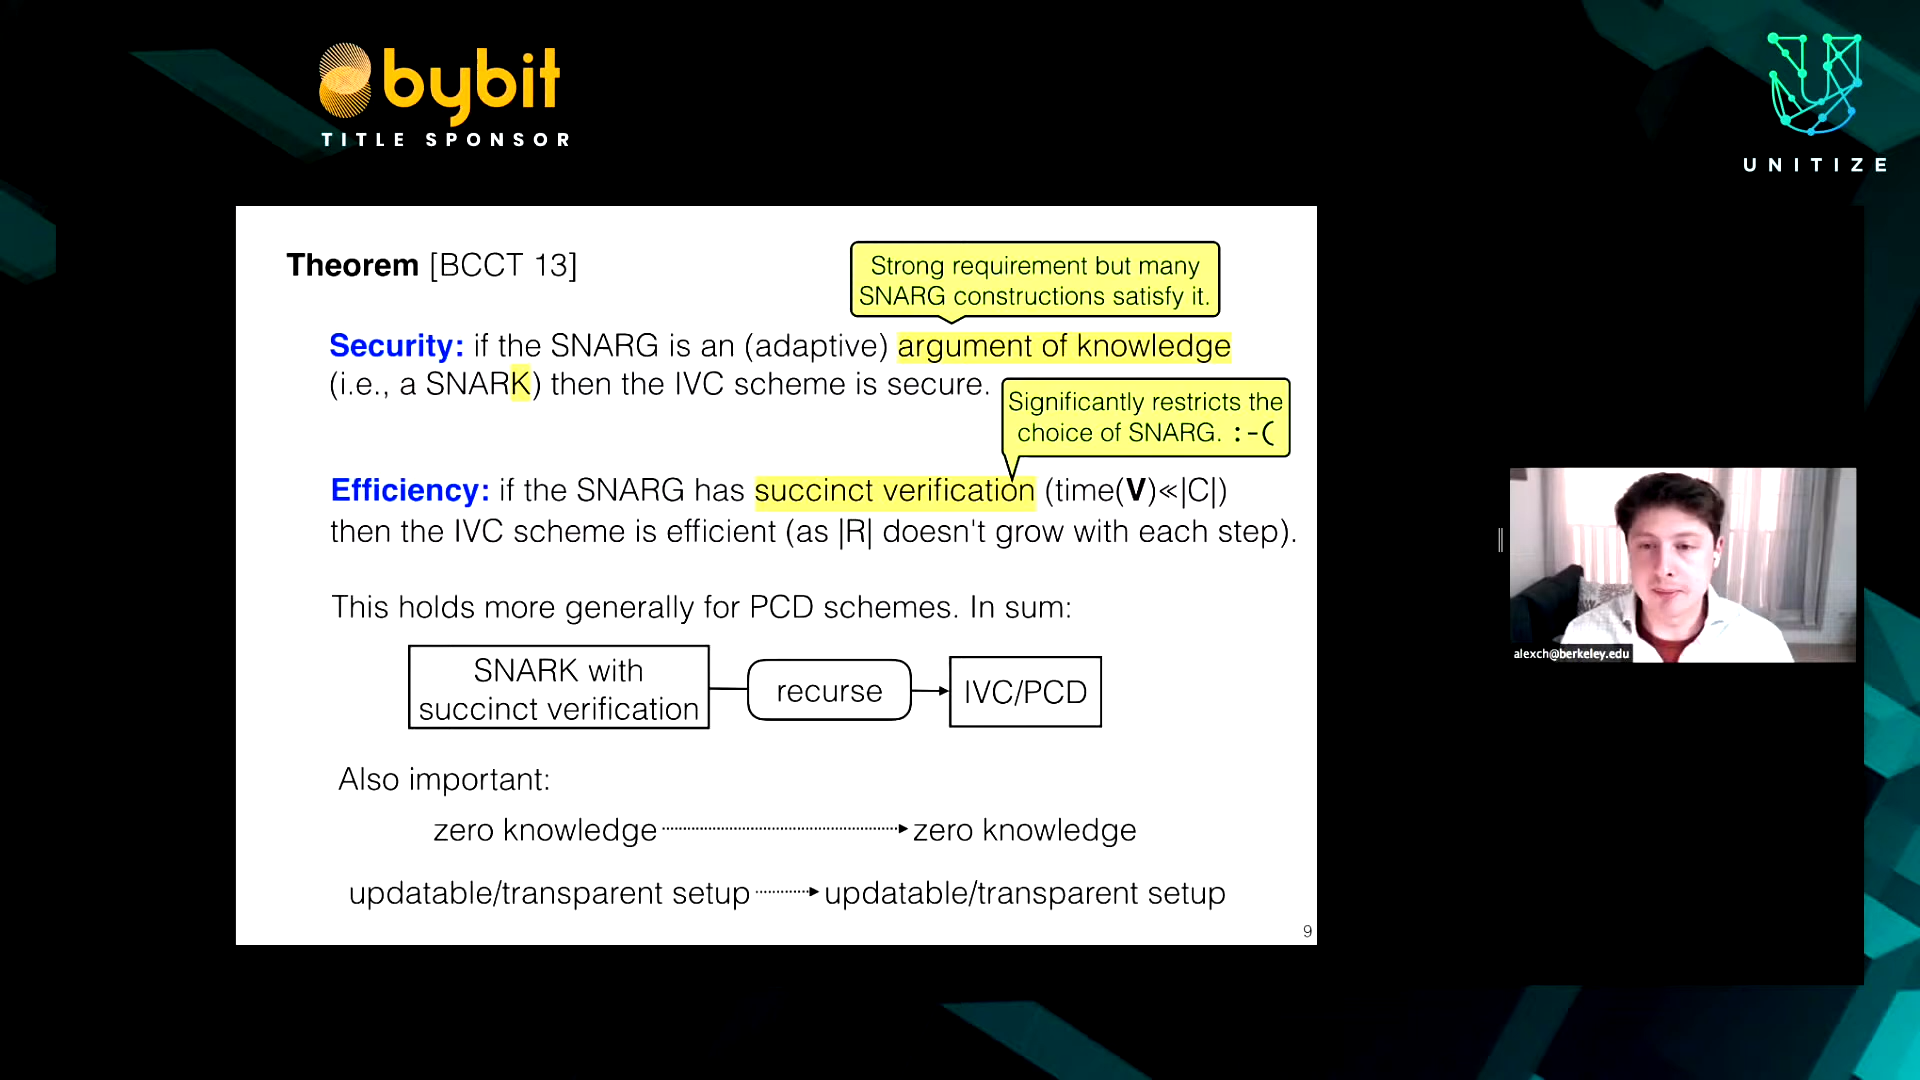 bybit
TITLE SPONSOR
UNITIZE
Theorem [BCCT 13]
Strong requirement but many
SNARG constructions satisfy it.
Security: if the SNARG is an (adaptive) argument of knowledge
(i.e., a SNARK) then the IVC scheme is secure.
Significantly restricts the
choice of SNARG. :-(
Efficiency: if the SNARG has succinct verification (time(V)≪|C|)
then the IVC scheme is efficient (as |R| doesn't grow with each step).
This holds more generally for PCD schemes. In sum:
SNARK with
succinct verification
recurse
IVC/PCD
Also important:
zero knowledge
zero knowledge
updatable/transparent setup
updatable/transparent setup
9
alexch@berkeley.edu